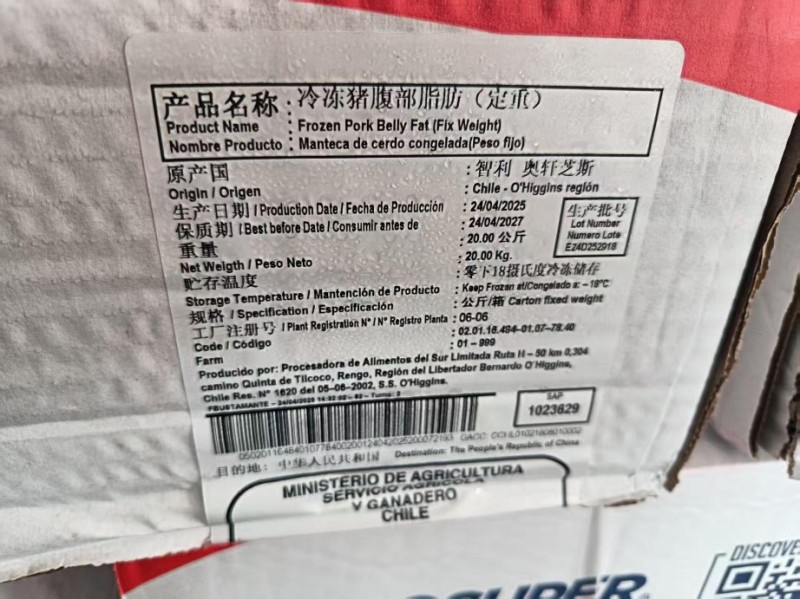 产品名称：冷冻猪腹部脂肪（定重）
Product Name : Frozen Pork Belly Fat (Fix Weight)
Nombre Producto : Manteca de cerdo congelada(Peso fijo)
原产国 : 智利 奥轩芝斯
Origin / Origen : Chile - O'Higgins región
生产日期 / Production Date / Fecha de Producción : 24/04/2025
保质期 / Best before Date / Consumir antes de : 24/04/2027
生产批号
Lot Number
Numero Lote
EZ4D252918
重量 : 20.00 公斤
Net Weigth / Peso Neto : 20.00 Kg.
贮存温度 : 零下18摄氏度冷冻储存
Storage Temperature / Mantención de Producto : Keep Frozen at/Congelado a: -18°C
规格 / Specification / Especificación : 公斤/箱 Carton fixed weight
工厂注册号 / Plant Registration N° / N° Registro Planta : 06-06
Code / Código : 02.01.16.484-01.07-78.40
Farm : 01 - 999
Producido por: Procesadora de Alimentos del Sur Limitada Ruta H - 50 km 0,304
camino Quinta de Tilcoco, Rengo, Región del Libertador Bernardo O'Higgins,
Chile Res. N° 1620 del 05-06-2002, S.S. O'Higgins.
FBUSTAMANTE - 24/04/2025
SAP
1023629
目的地: 中华人民共和国 Destination: The People's Republic of China
MINISTERIO DE AGRICULTURA
SERVICIO AGRICOLA
Y GANADERO
CHILE
DISCOVE